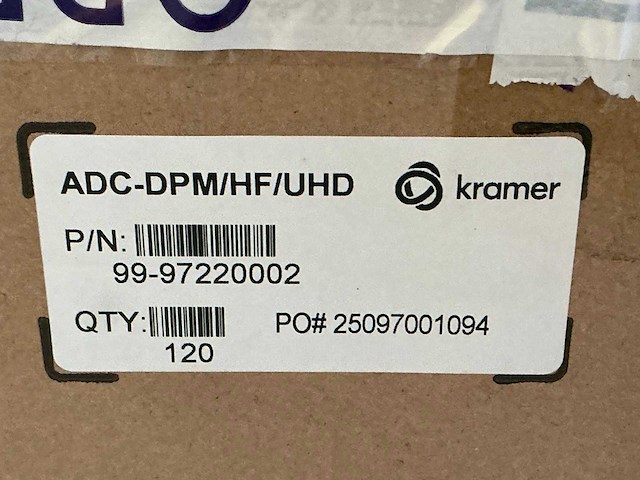 ADC-DPM/HF/UHD
kramer
P/N:
99-97220002
QTY:
120
PO# 25097001094